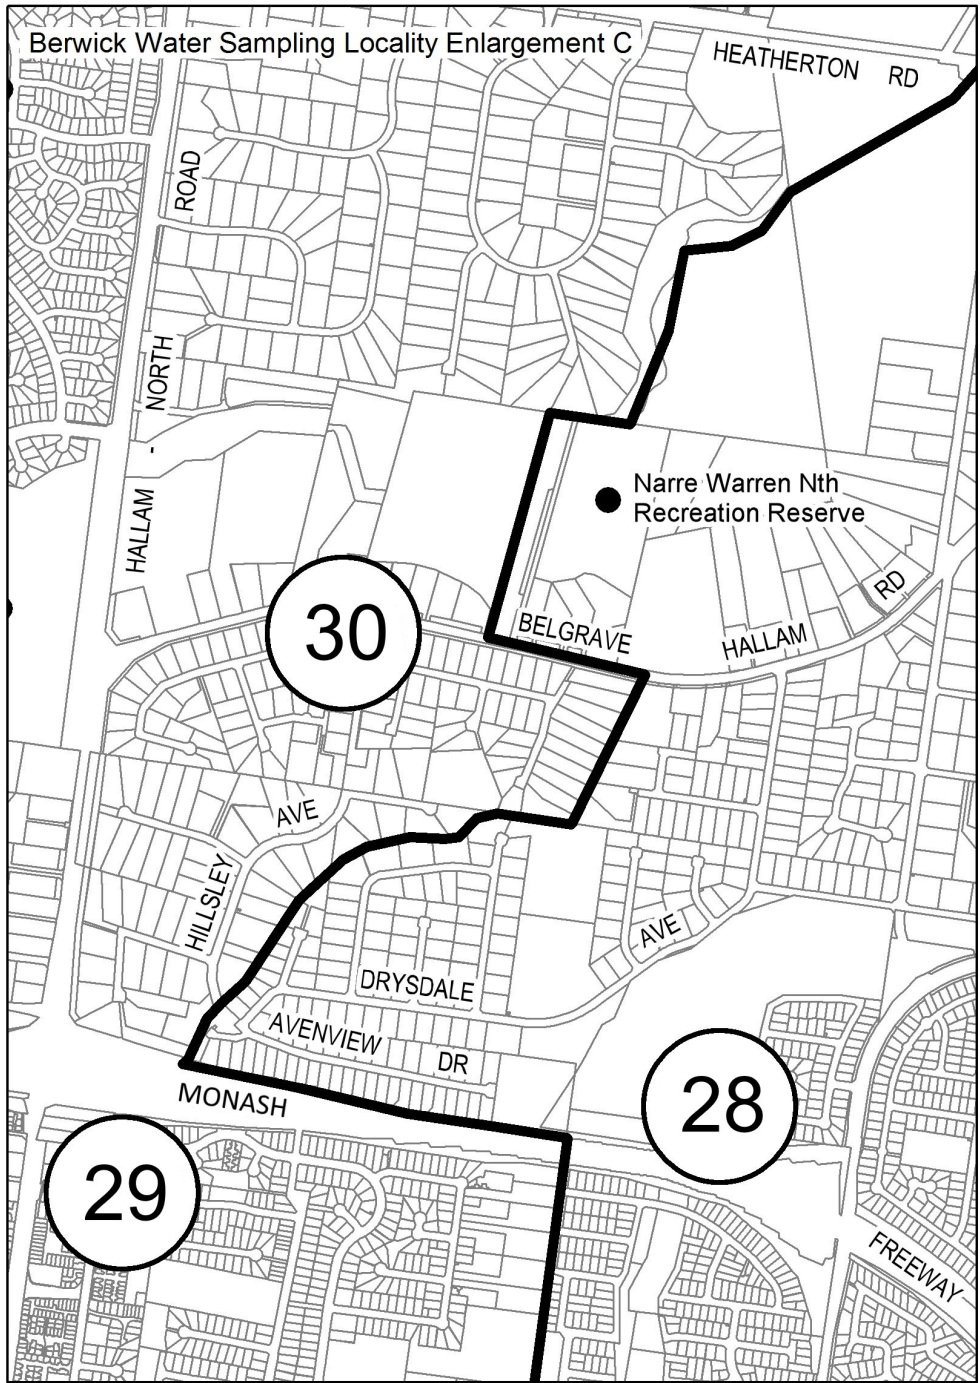 Berwick Water Sampling Locality Enlargement C
HEATHERTON RD
ROAD
NORTH
-
HALLAM
Narre Warren Nth
Recreation Reserve
RD
30
BELGRAVE
HALLAM
AVE
HILLSLEY
AVE
DRYSDALE
AVENVIEW DR
MONASH
28
29
FREEWAY